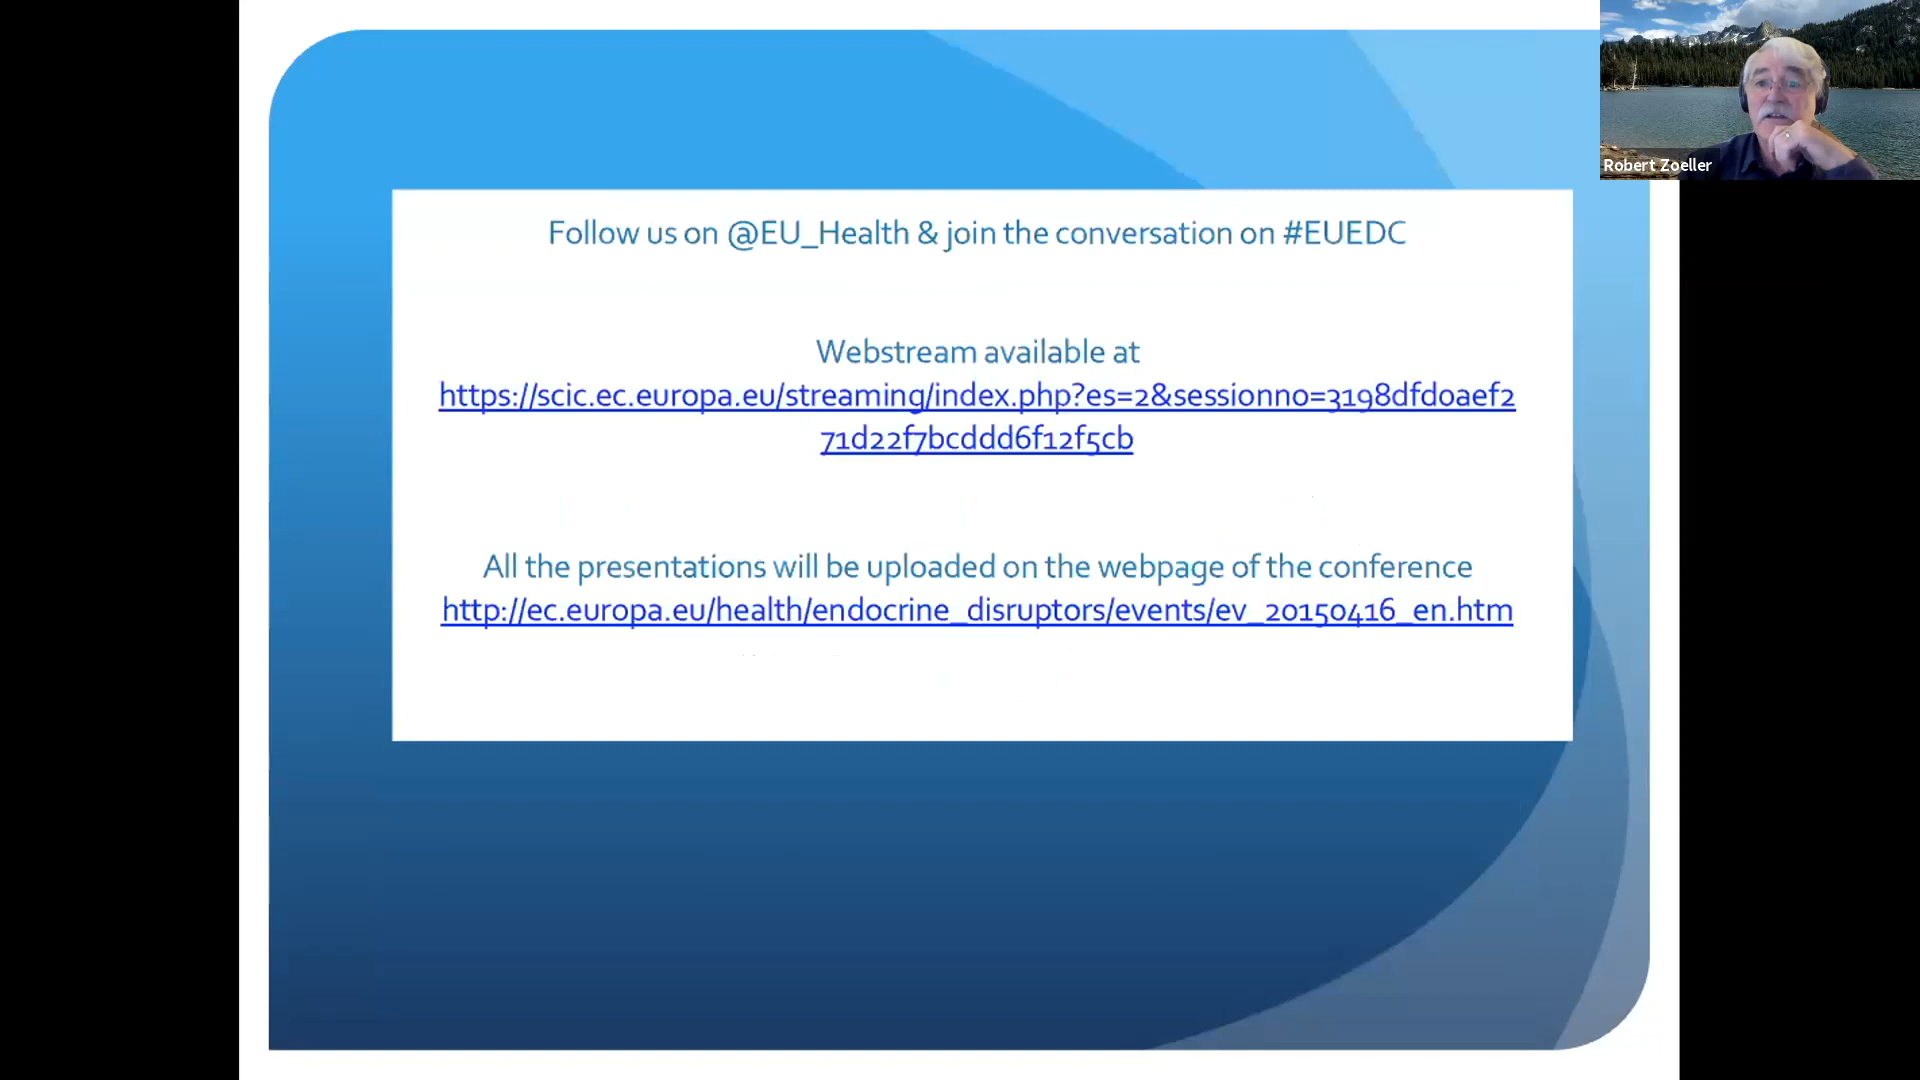 Follow us on @EU_Health & join the conversation on #EUEDC
Webstream available at
https://scic.ec.europa.eu/streaming/index.php?es=2&sessionno=3198dfd0aef2
71d22f7bcddd6f12f5cb
All the presentations will be uploaded on the webpage of the conference
http://ec.europa.eu/health/endocrine_disruptors/events/ev_20150416_en.htm
Robert Zoeller